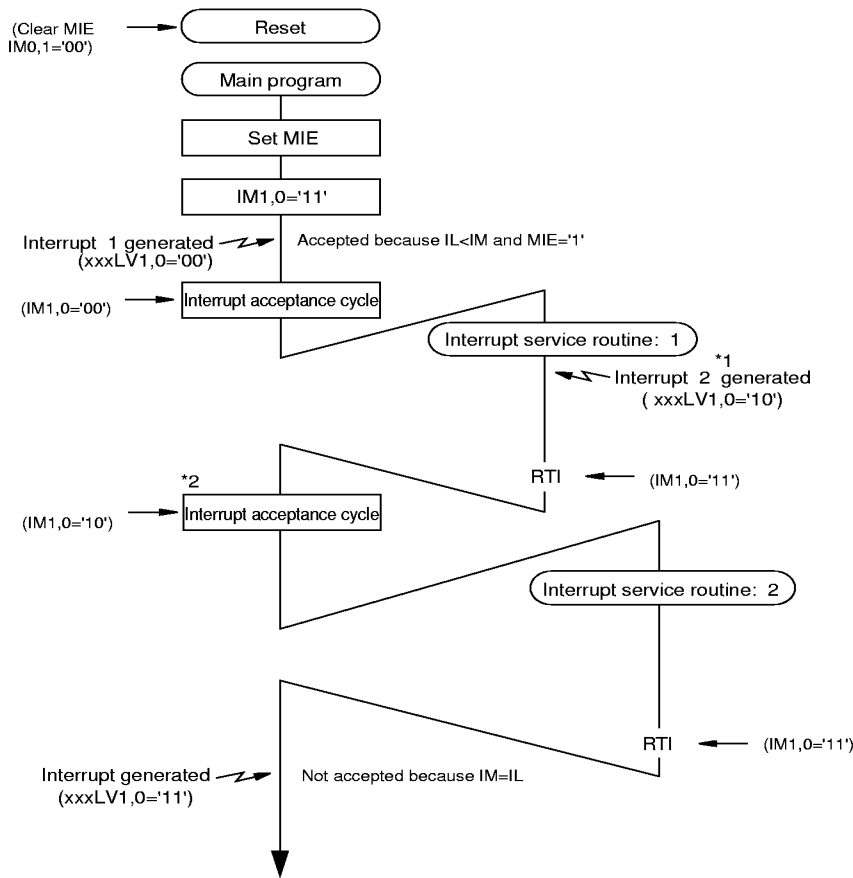 (Clear MIE
IM0,1='00')
Reset
Main program
Set MIE
IM1,0='11'
Interrupt 1 generated
(xxxLV1,0='00')
Accepted because IL<IM and MIE='1'
(IM1,0='00')
Interrupt acceptance cycle
Interrupt service routine: 1
*1
Interrupt 2 generated
( xxxLV1,0='10')
RTI
(IM1,0='11')
*2
(IM1,0='10')
Interrupt acceptance cycle
Interrupt service routine: 2
RTI
(IM1,0='11')
Interrupt generated
(xxxLV1,0='11')
Not accepted because IM=IL